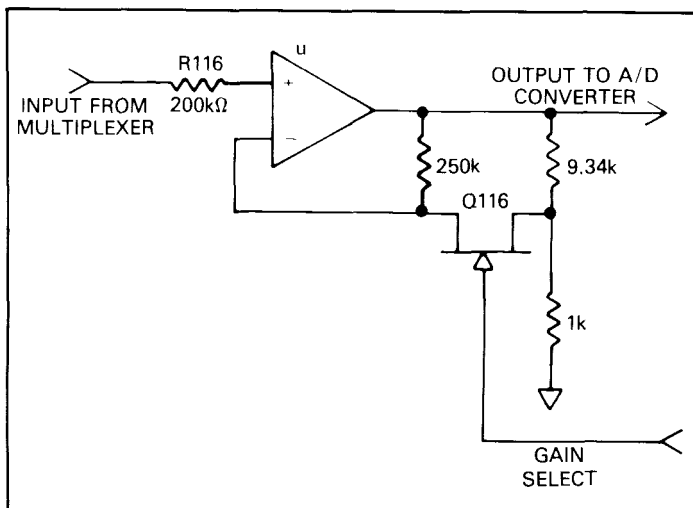 u
R116
+
200kΩ
−
INPUT FROM
MULTIPLEXER
OUTPUT TO A/D
CONVERTER
250k
9.34k
Q116
1k
GAIN
SELECT